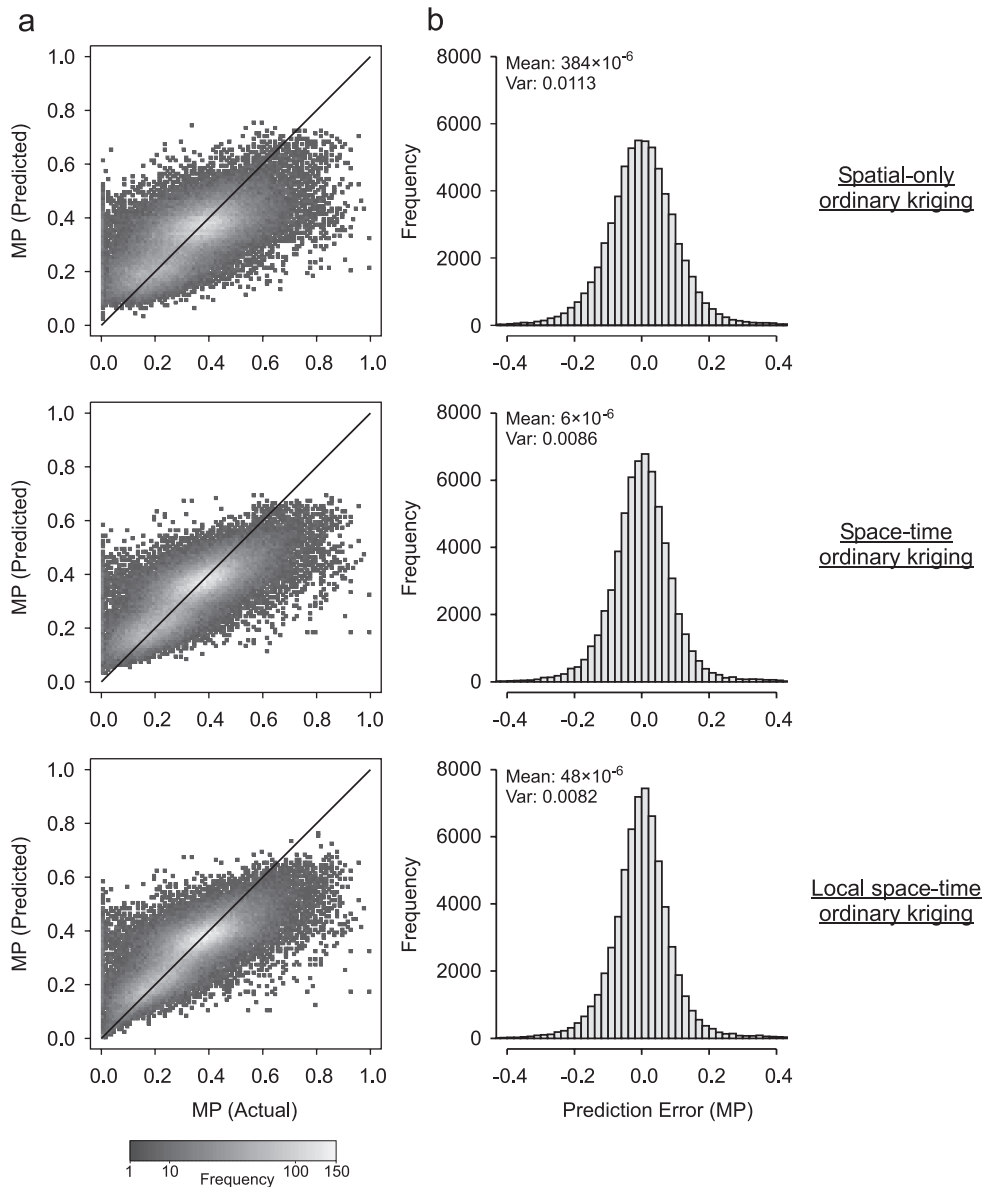 a
b
1.0
0.8
0.6
0.4
0.2
0.0
MP (Predicted)
0.0 0.2 0.4 0.6 0.8 1.0
8000
6000
4000
2000
0
Frequency
Mean: 384×10⁻⁶
Var: 0.0113
-0.4 -0.2 0.0 0.2 0.4
Spatial-only
ordinary kriging
1.0
0.8
0.6
0.4
0.2
0.0
MP (Predicted)
0.0 0.2 0.4 0.6 0.8 1.0
8000
6000
4000
2000
0
Frequency
Mean: 6×10⁻⁶
Var: 0.0086
-0.4 -0.2 0.0 0.2 0.4
Space-time
ordinary kriging
1.0
0.8
0.6
0.4
0.2
0.0
MP (Predicted)
0.0 0.2 0.4 0.6 0.8 1.0
MP (Actual)
8000
6000
4000
2000
0
Frequency
Mean: 48×10⁻⁶
Var: 0.0082
-0.4 -0.2 0.0 0.2 0.4
Prediction Error (MP)
Local space-time
ordinary kriging
1 10 100 150
Frequency